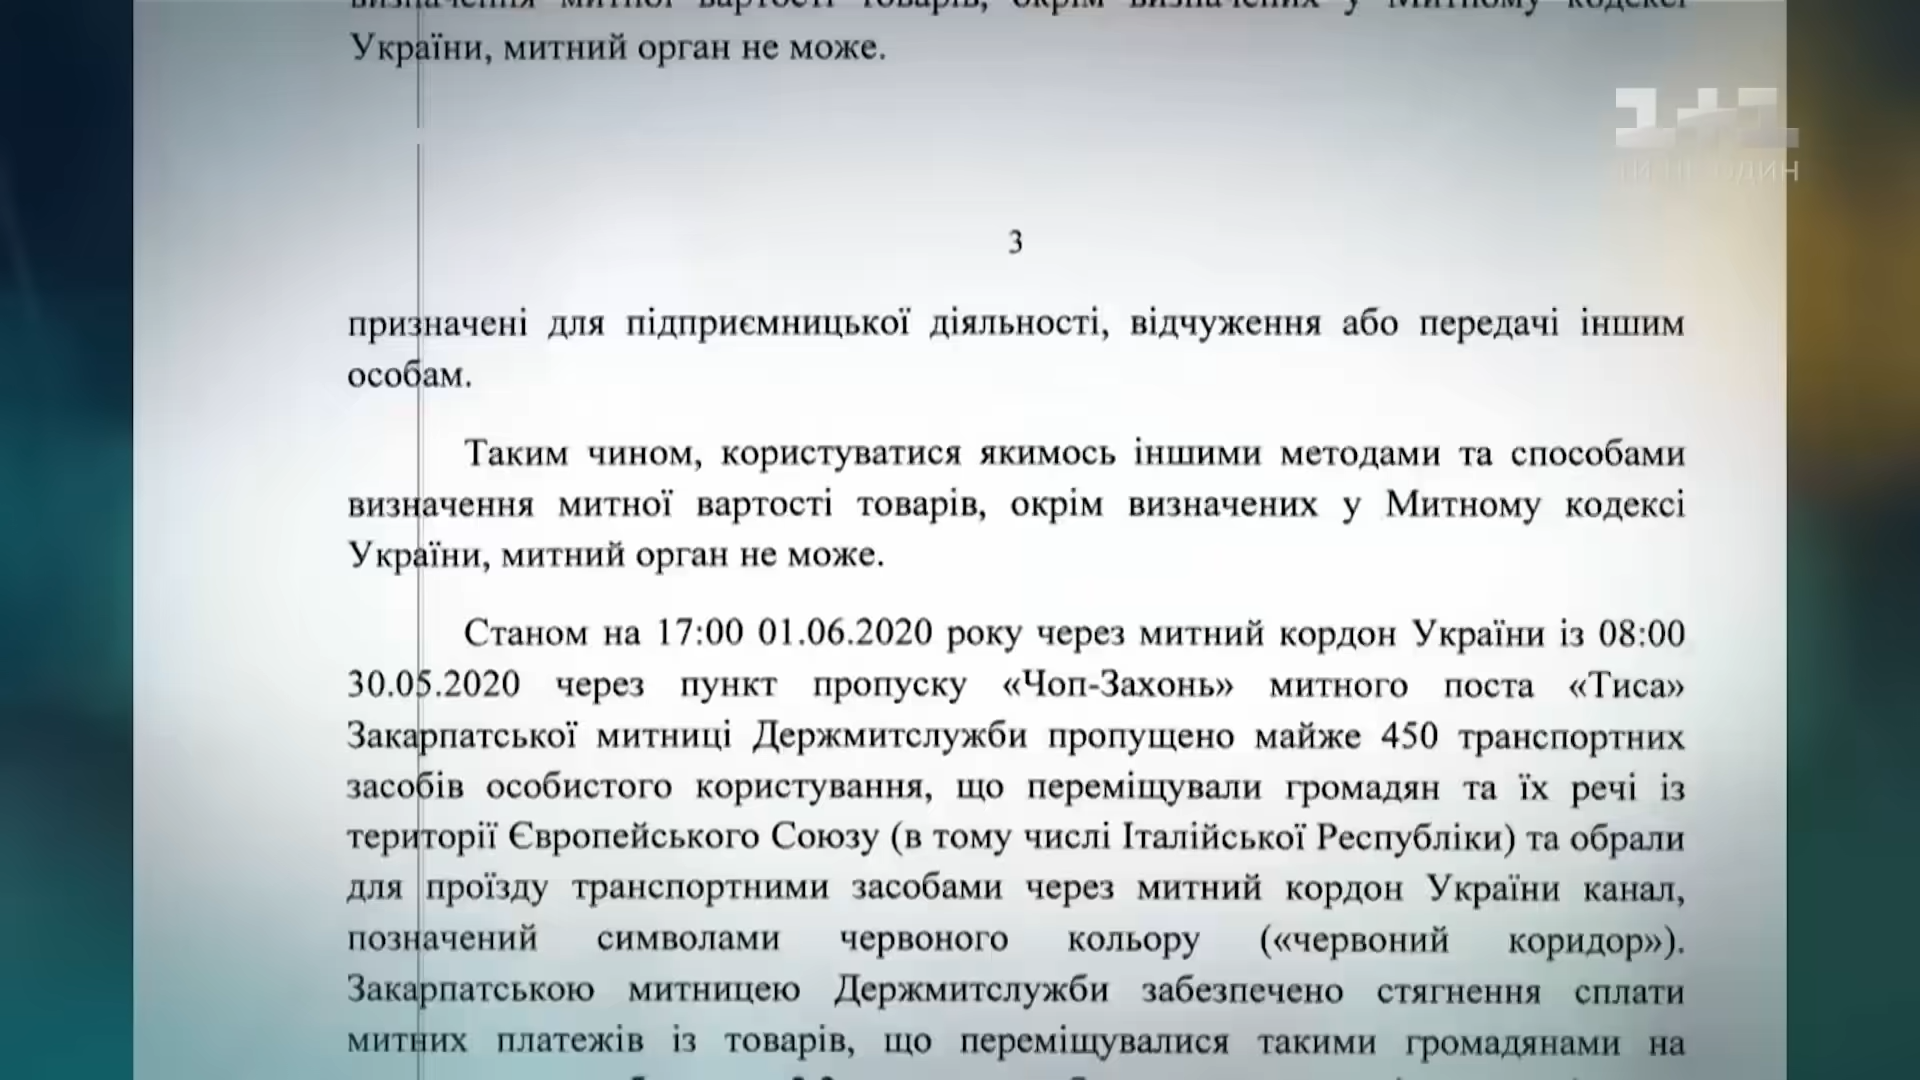 визначення митної вартості товарів, окрім визначених у Митному кодексі
України, митний орган не може.
1+1
ТИ НЕ ОДИН
3
призначені для підприємницької діяльності, відчуження або передачі іншим
особам.
Таким чином, користуватися якимось іншими методами та способами
визначення митної вартості товарів, окрім визначених у Митному кодексі
України, митний орган не може.
Станом на 17:00 01.06.2020 року через митний кордон України із 08:00
30.05.2020 через пункт пропуску «Чоп-Захонь» митного поста «Тиса»
Закарпатської митниці Держмитслужби пропущено майже 450 транспортних
засобів особистого користування, що переміщували громадян та їх речі із
території Європейського Союзу (в тому числі Італійської Республіки) та обрали
для проїзду транспортними засобами через митний кордон України канал,
позначений символами червоного кольору («червоний коридор»).
Закарпатською митницею Держмитслужби забезпечено стягнення сплати
митних платежів із товарів, що переміщувалися такими громадянами на